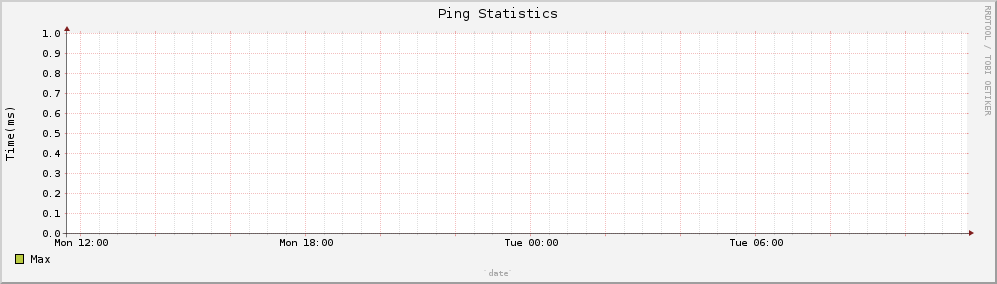 Ping Statistics
RRDTOOL / TOBI OETIKER
Time(ms)
1.0
0.9
0.8
0.7
0.6
0.5
0.4
0.3
0.2
0.1
0.0
Mon 12:00 Mon 18:00 Tue 00:00 Tue 06:00
Max
`date`